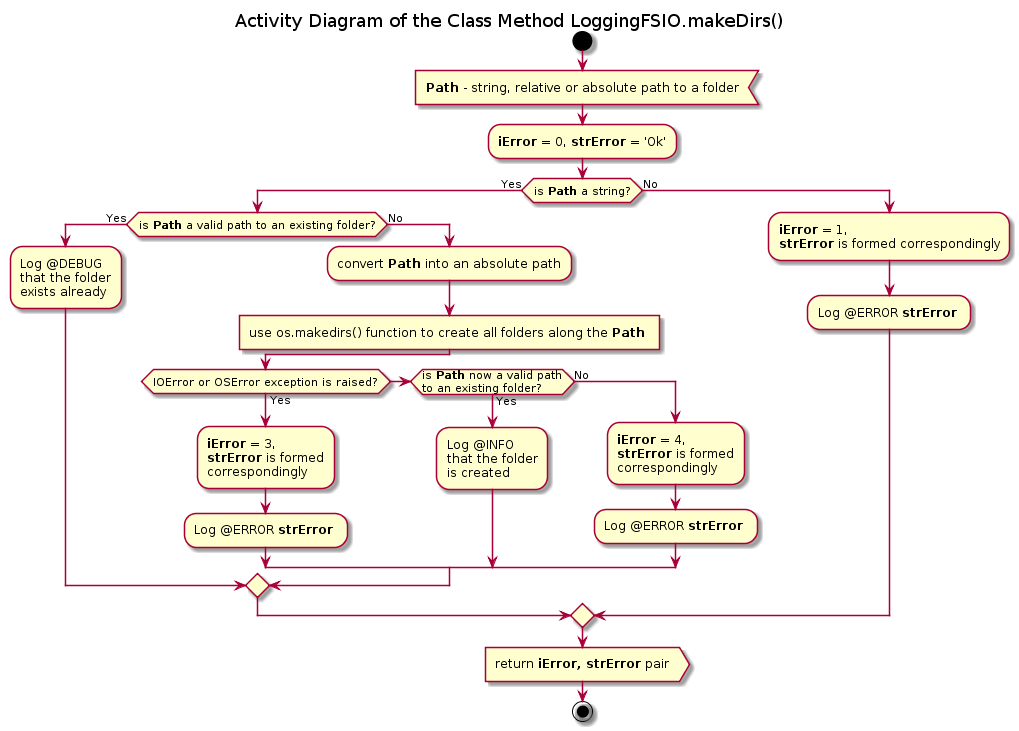 Activity Diagram of the Class Method LoggingFSIO.makeDirs()
Path - string, relative or absolute path to a folder
iError = 0, strError = 'Ok'
Yes
is Path a string?
No
Yes
is Path a valid path to an existing folder?
No
iError = 1,
strError is formed correspondingly
Log @DEBUG
that the folder
exists already
convert Path into an absolute path
Log @ERROR strError
use os.makedirs() function to create all folders along the Path
IOError or OSError exception is raised?
Yes
is Path now a valid path
to an existing folder?
Yes
No
iError = 3,
strError is formed
correspondingly
Log @INFO
that the folder
is created
iError = 4,
strError is formed
correspondingly
Log @ERROR strError
Log @ERROR strError
return iError, strError pair